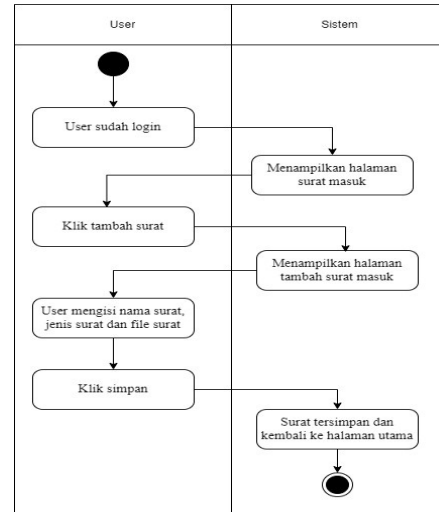 User
Sistem
User sudah login
Menampilkan halaman
surat masuk
Klik tambah surat
Menampilkan halaman
tambah surat masuk
User mengisi nama surat,
jenis surat dan file surat
Klik simpan
Surat tersimpan dan
kembali ke halaman utama